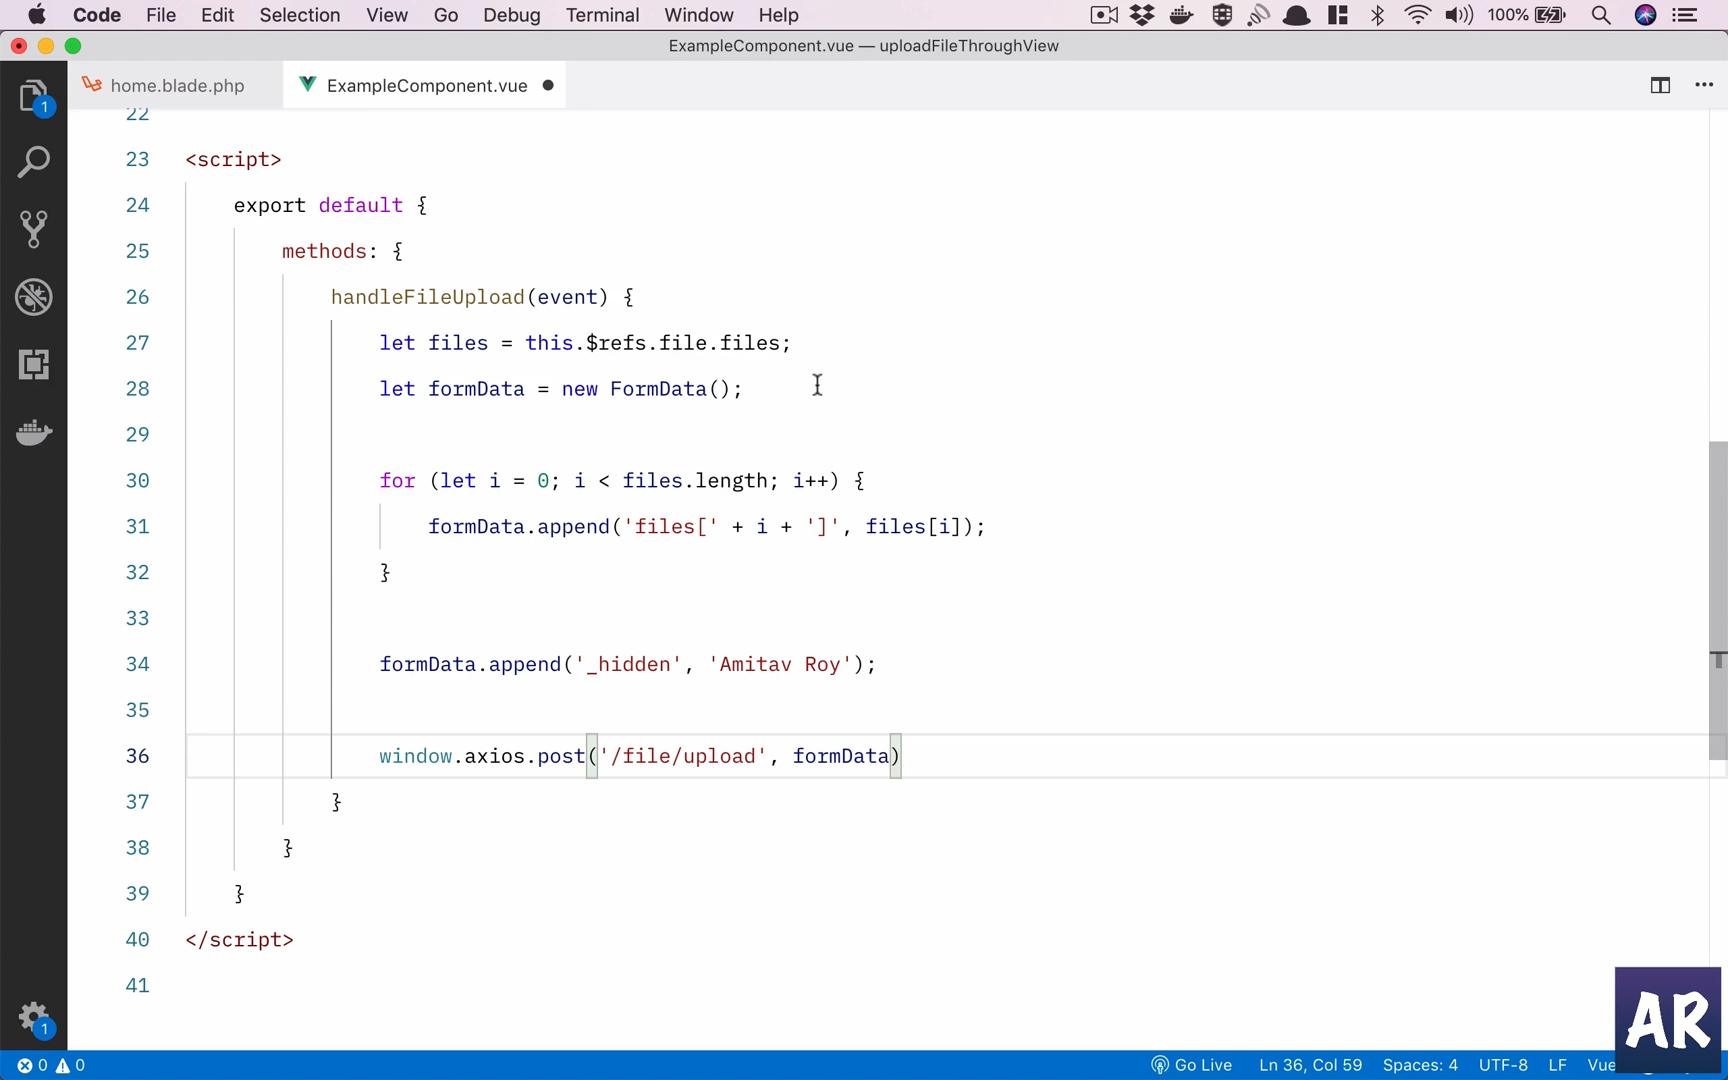 Code File Edit Selection View Go Debug Terminal Window Help 100%
ExampleComponent.vue — uploadFileThroughView
home.blade.php ExampleComponent.vue
1
22
23 <script>
24 export default {
25 methods: {
26 handleFileUpload(event) {
27 let files = this.$refs.file.files;
28 let formData = new FormData();
29
30 for (let i = 0; i < files.length; i++) {
31 formData.append('files[' + i + ']', files[i]);
32 }
33
34 formData.append('_hidden', 'Amitav Roy');
35
36 window.axios.post('/file/upload', formData)
37 }
38 }
39 }
40 </script>
41
1
AR
0 0 Go Live Ln 36, Col 59 Spaces: 4 UTF-8 LF Vue